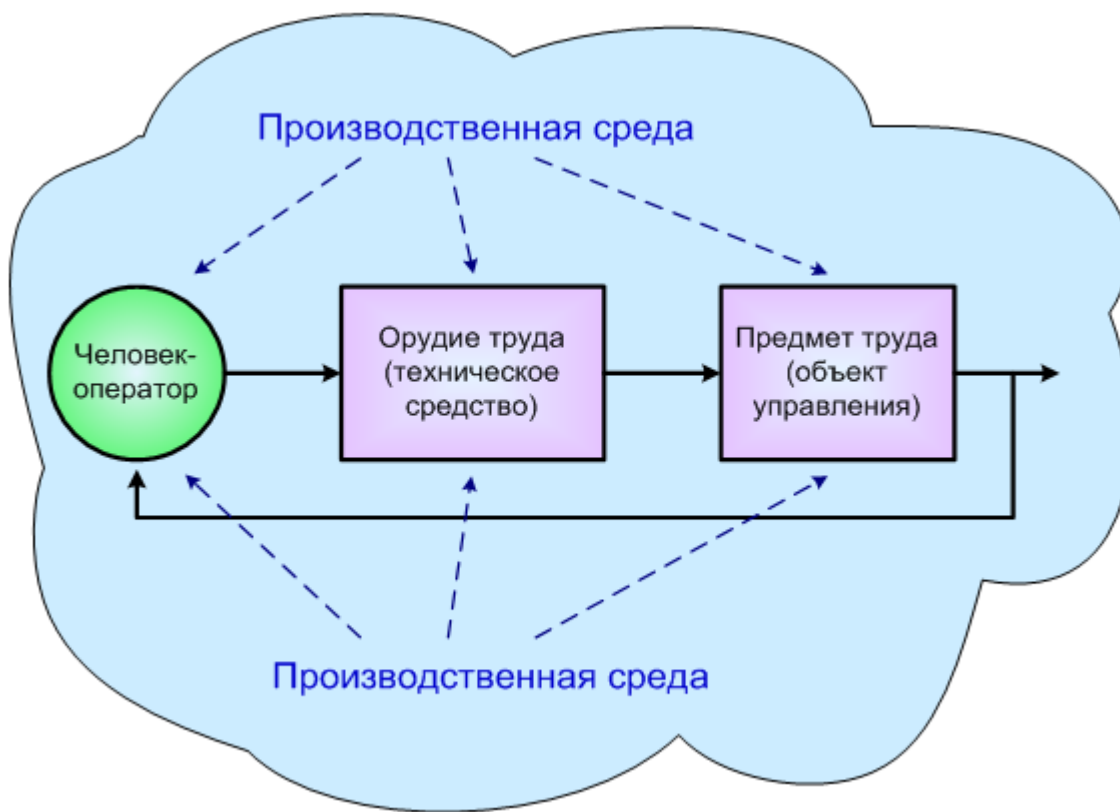 Производственная среда
Человек-
оператор
Орудие труда
(техническое
средство)
Предмет труда
(объект
управления)
Производственная среда